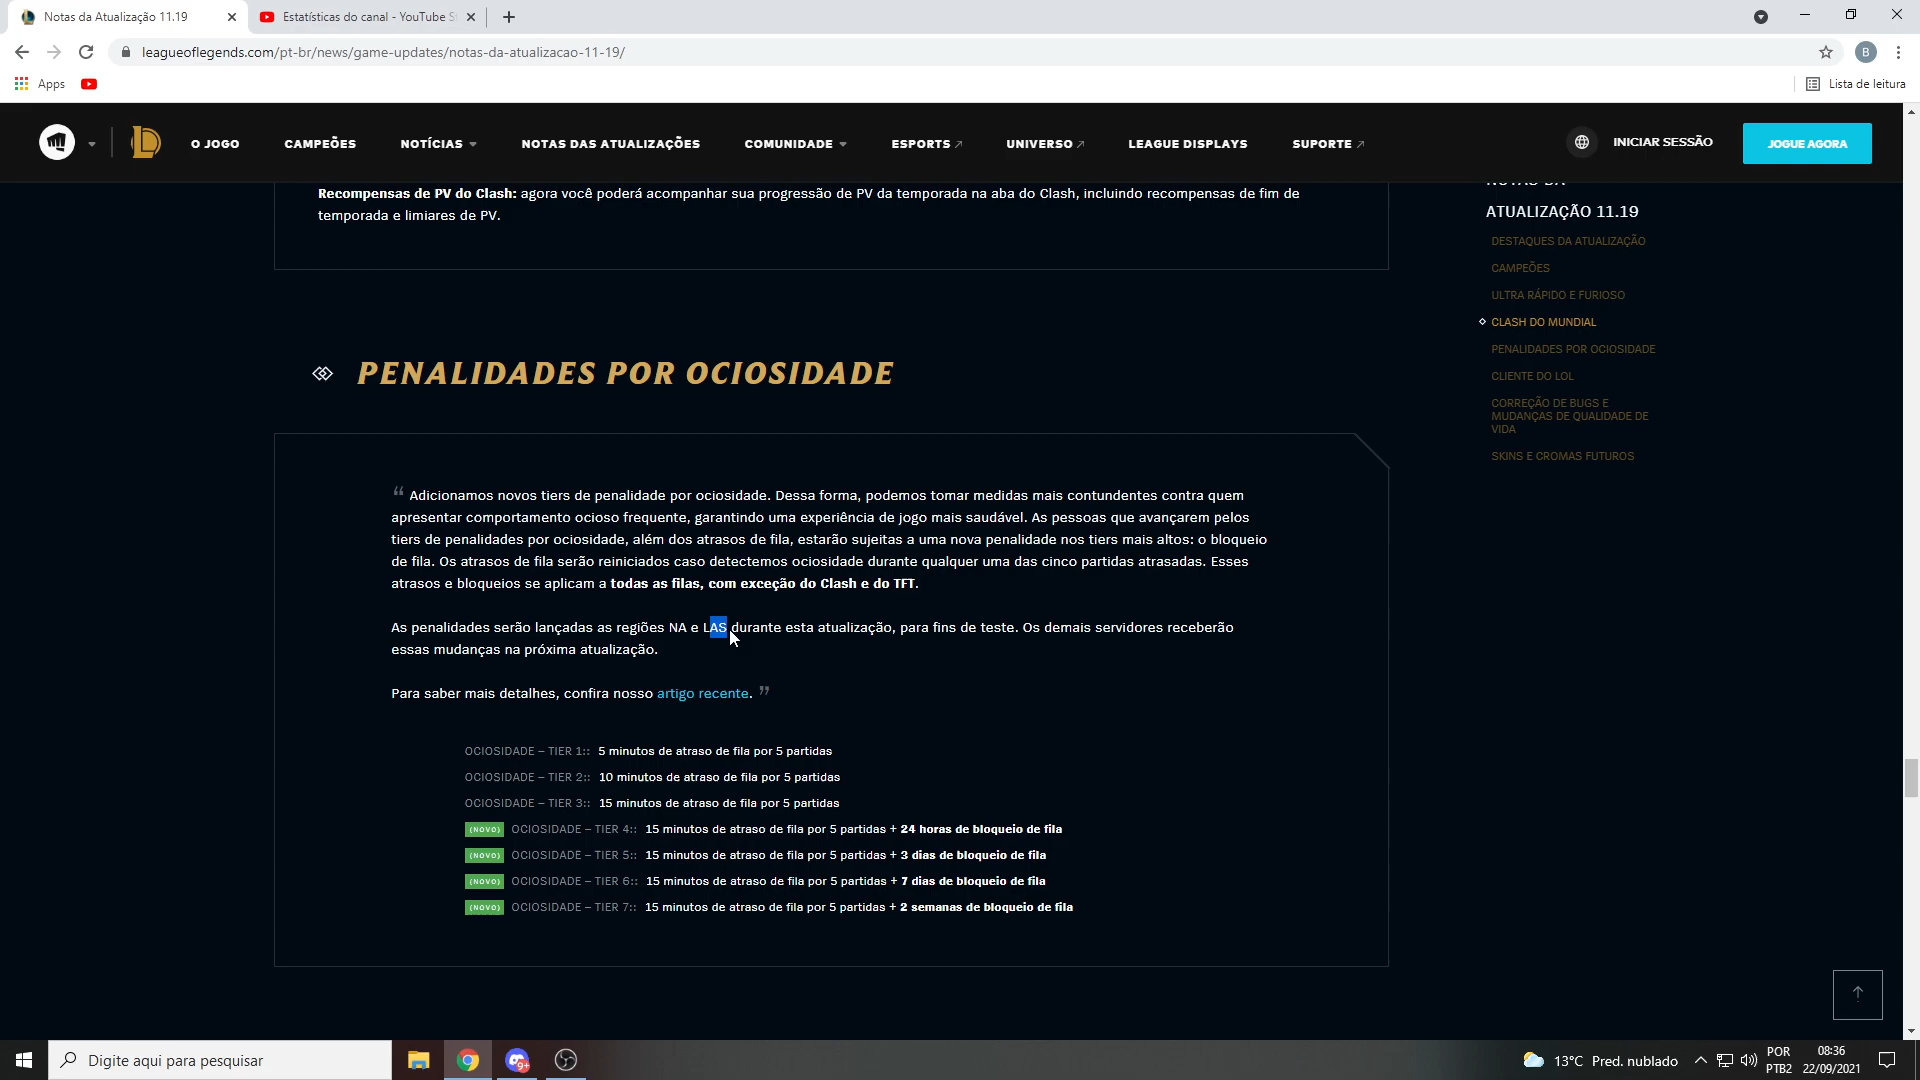 Notas da Atualização 11.19
Estatísticas do canal - YouTube S
leagueoflegends.com/pt-br/news/game-updates/notas-da-atualizacao-11-19/
B
Apps
Lista de leitura
O JOGO
CAMPEÕES
NOTÍCIAS
NOTAS DAS ATUALIZAÇÕES
COMUNIDADE
ESPORTS
UNIVERSO
LEAGUE DISPLAYS
SUPORTE
INICIAR SESSÃO
JOGUE AGORA
Recompensas de PV do Clash: agora você poderá acompanhar sua progressão de PV da temporada na aba do Clash, incluindo recompensas de fim de
temporada e limiares de PV.
NOTAS DA
ATUALIZAÇÃO 11.19
DESTAQUES DA ATUALIZAÇÃO
CAMPEÕES
ULTRA RÁPIDO E FURIOSO
CLASH DO MUNDIAL
PENALIDADES POR OCIOSIDADE
CLIENTE DO LOL
CORREÇÃO DE BUGS E
MUDANÇAS DE QUALIDADE DE
VIDA
SKINS E CROMAS FUTUROS
PENALIDADES POR OCIOSIDADE
“ Adicionamos novos tiers de penalidade por ociosidade. Dessa forma, podemos tomar medidas mais contundentes contra quem
apresentar comportamento ocioso frequente, garantindo uma experiência de jogo mais saudável. As pessoas que avançarem pelos
tiers de penalidades por ociosidade, além dos atrasos de fila, estarão sujeitas a uma nova penalidade nos tiers mais altos: o bloqueio
de fila. Os atrasos de fila serão reiniciados caso detectemos ociosidade durante qualquer uma das cinco partidas atrasadas. Esses
atrasos e bloqueios se aplicam a todas as filas, com exceção do Clash e do TFT.
As penalidades serão lançadas as regiões NA e LAS durante esta atualização, para fins de teste. Os demais servidores receberão
essas mudanças na próxima atualização.
Para saber mais detalhes, confira nosso artigo recente. ”
OCIOSIDADE – TIER 1:: 5 minutos de atraso de fila por 5 partidas
OCIOSIDADE – TIER 2:: 10 minutos de atraso de fila por 5 partidas
OCIOSIDADE – TIER 3:: 15 minutos de atraso de fila por 5 partidas
(NOVO) OCIOSIDADE – TIER 4:: 15 minutos de atraso de fila por 5 partidas + 24 horas de bloqueio de fila
(NOVO) OCIOSIDADE – TIER 5:: 15 minutos de atraso de fila por 5 partidas + 3 dias de bloqueio de fila
(NOVO) OCIOSIDADE – TIER 6:: 15 minutos de atraso de fila por 5 partidas + 7 dias de bloqueio de fila
(NOVO) OCIOSIDADE – TIER 7:: 15 minutos de atraso de fila por 5 partidas + 2 semanas de bloqueio de fila
Digite aqui para pesquisar
9+
13°C Pred. nublado
POR
PTB2
08:36
22/09/2021